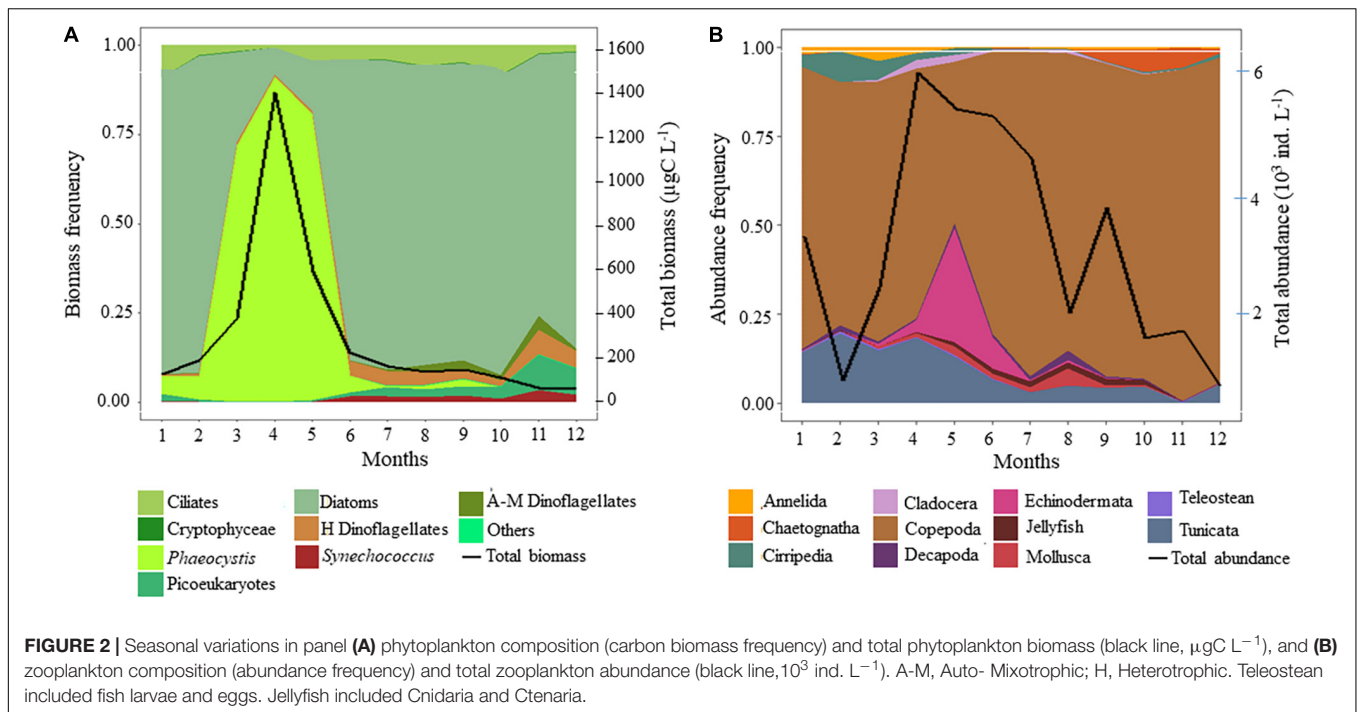 A
1.00
0.75
0.50
0.25
0.00
Biomass frequency
1600
1400
1200
1000
800
600
400
200
0
Total biomass (µgC L-1)
1 2 3 4 5 6 7 8 9 10 11 12
Months
Ciliates
Cryptophyceae
Phaeocystis
Picoeukaryotes
Diatoms
H Dinoflagellates
Synechococcus
A-M Dinoflagellates
Others
Total biomass
B
1.00
0.75
0.50
0.25
0.00
Abundance frequency
6
4
2
Total abundance (10³ ind. L-1)
1 2 3 4 5 6 7 8 9 10 11 12
Months
Annelida
Chaetognatha
Cirripedia
Cladocera
Copepoda
Decapoda
Echinodermata
Jellyfish
Mollusca
Teleostean
Tunicata
Total abundance
FIGURE 2 | Seasonal variations in panel (A) phytoplankton composition (carbon biomass frequency) and total phytoplankton biomass (black line, µgC L−1), and (B)
zooplankton composition (abundance frequency) and total zooplankton abundance (black line,10³ ind. L−1). A-M, Auto- Mixotrophic; H, Heterotrophic. Teleostean
included fish larvae and eggs. Jellyfish included Cnidaria and Ctenaria.